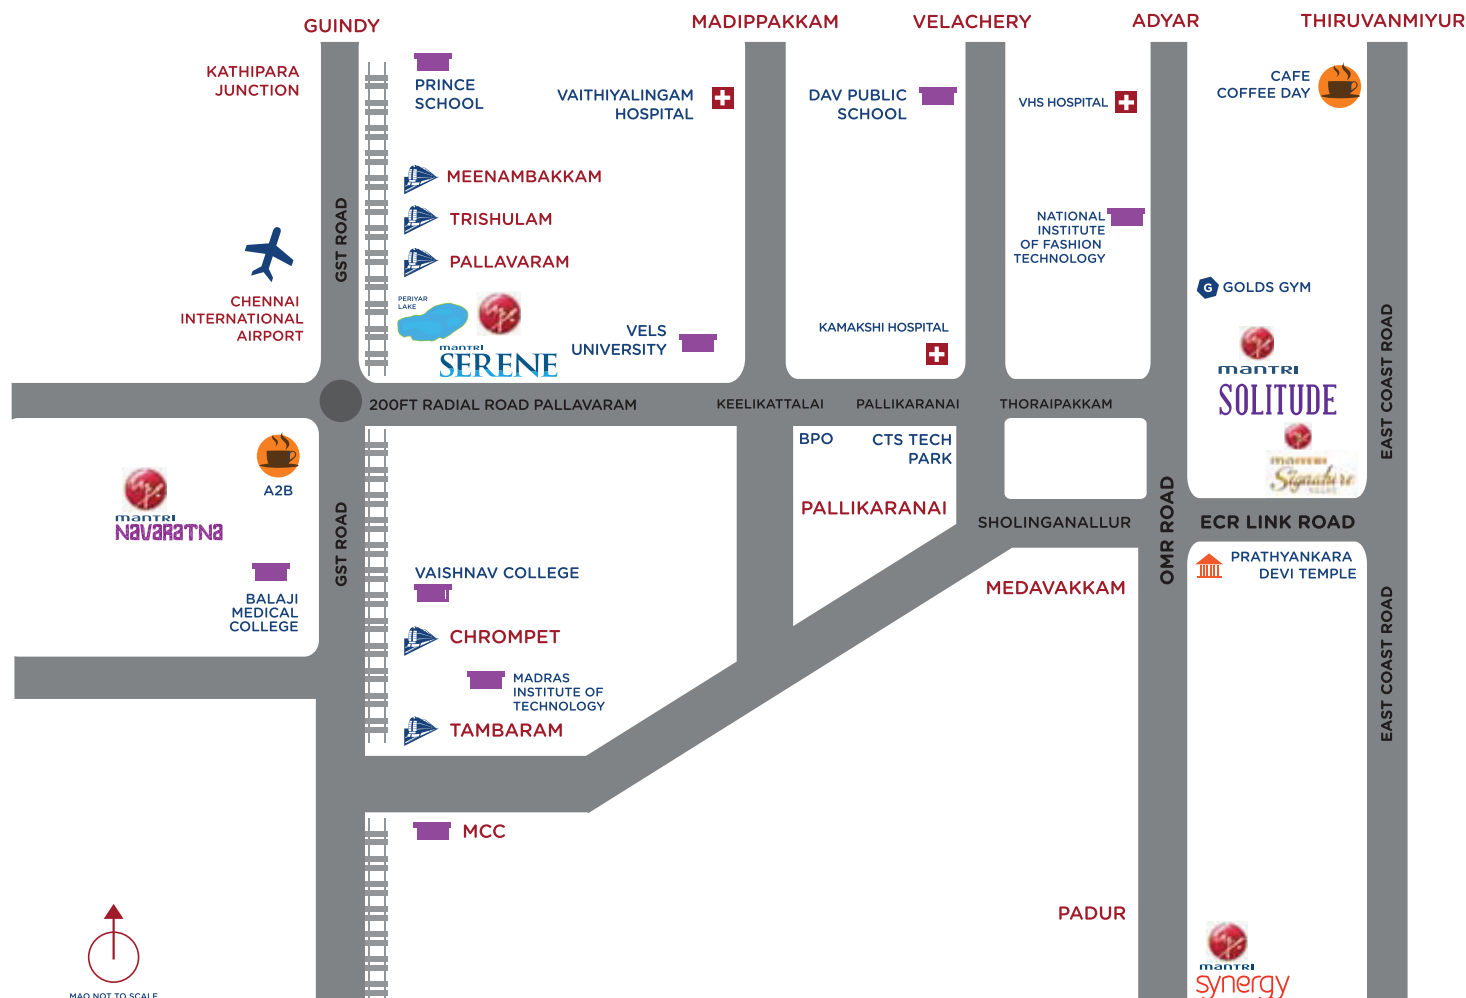 GUINDY
MADIPPAKKAM
VELACHERY
ADYAR
THIRUVANMIYUR
KATHIPARA
JUNCTION
PRINCE
SCHOOL
VAITHIYALINGAM
HOSPITAL
DAV PUBLIC
SCHOOL
VHS HOSPITAL
CAFE
COFFEE DAY
MEENAMBAKKAM
TRISHULAM
PALLAVARAM
GST ROAD
NATIONAL
INSTITUTE
OF FASHION
TECHNOLOGY
G
GOLDS GYM
CHENNAI
INTERNATIONAL
AIRPORT
PERIYAR
LAKE
mantri
SERENE
VELS
UNIVERSITY
KAMAKSHI HOSPITAL
mantri
SOLITUDE
EAST COAST ROAD
200FT RADIAL ROAD PALLAVARAM
KEELIKATTALAI
PALLIKARANAI
THORAIPAKKAM
mantri
Signature
A2B
BPO
CTS TECH
PARK
PALLIKARANAI
mantri
NAVARATNA
GST ROAD
SHOLINGANALLUR
OMR ROAD
ECR LINK ROAD
PRATHYANKARA
DEVI TEMPLE
BALAJI
MEDICAL
COLLEGE
VAISHNAV COLLEGE
MEDAVAKKAM
EAST COAST ROAD
CHROMPET
MADRAS
INSTITUTE OF
TECHNOLOGY
TAMBARAM
MCC
PADUR
mantri
synergy
MAO NOT TO SCALE